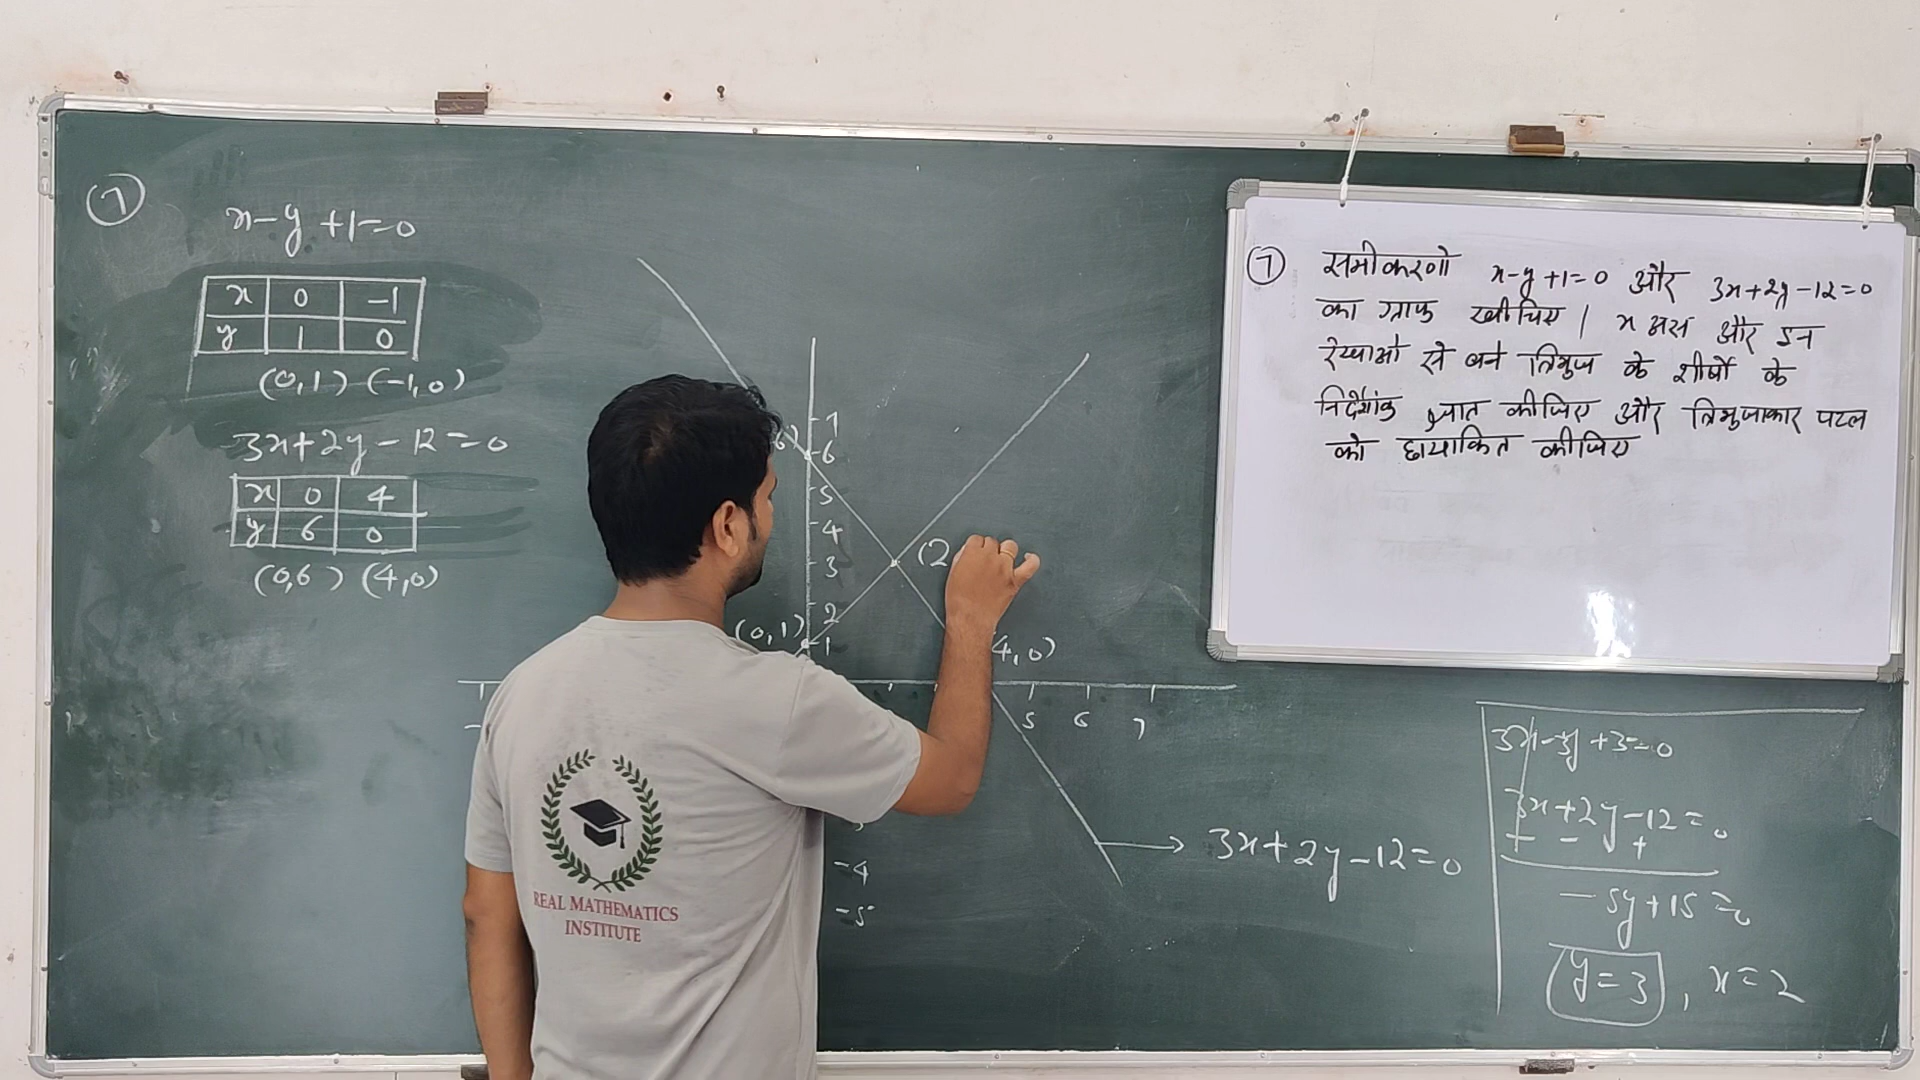 7
x-y+1=0
x 0 -1
y 1 0
(0,1) (-1,0)
3x+2y-12=0
x 0 4
y 6 0
(0,6) (4,0)
7
6
5
4
3
2
1
(0,1)
(2
4,0)
5 6 7
-4
-5
3x+2y-12=0
REAL MATHEMATICS
INSTITUTE
7 समीकरणो x-y+1=0 और 3x+2y-12=0
का ग्राफ खीचिए। x अक्ष और इन
रेखाओ से बने त्रिभुज के शीर्षो के
निर्देशांक ज्ञात कीजिए और त्रिभुजाकार पटल
को छायाकित कीजिए
3x-3y+3=0
3x+2y-12=0
- - +
-5y+15=0
y=3, x=2